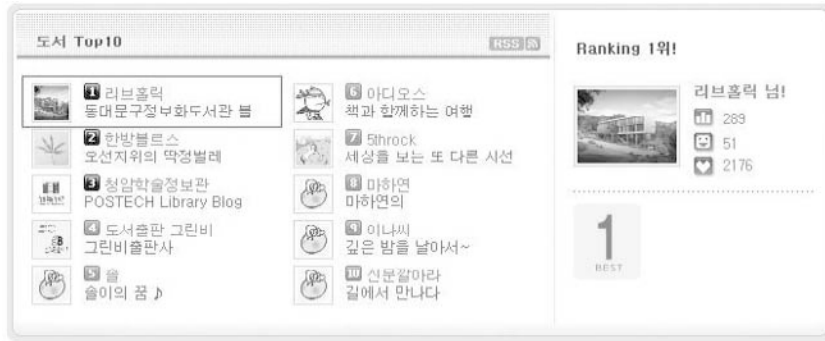 도서 Top10
RSS
1 리브홀릭
동대문구정보화도서관 블
2 한방블르스
오선지위의 딱정벌레
3 청암학술정보관
POSTECH Library Blog
4 도서출판 그린비
그린비출판사
5 솔
솔이의 꿈 ♪
6 아디오스
책과 함께하는 여행
7 5throck
세상을 보는 또 다른 시선
8 마하연
마하연의
9 이나씨
깊은 밤을 날아서~
10 신문깔아라
길에서 만나다
Ranking 1위!
리브홀릭 님!
289
51
2176
1
BEST